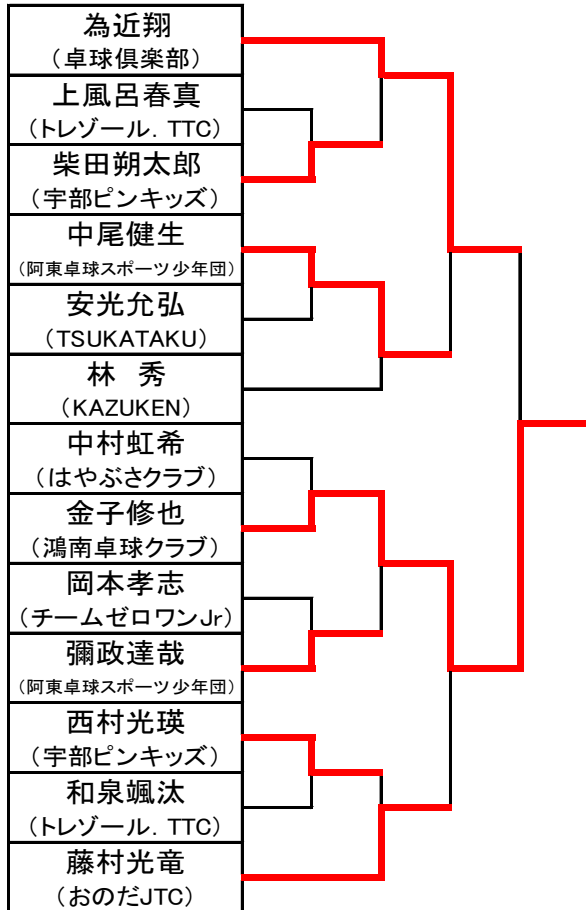 為近翔
（卓球倶楽部）
上風呂春真
（トレゾール．TTC）
柴田朔太郎
（宇部ピンキッズ）
中尾健生
（阿東卓球スポーツ少年団）
安光允弘
（TSUKATAKU）
林　秀
（KAZUKEN）
中村虹希
（はやぶさクラブ）
金子修也
（鴻南卓球クラブ）
岡本孝志
（チームゼロワンJr）
彌政達哉
（阿東卓球スポーツ少年団）
西村光瑛
（宇部ピンキッズ）
和泉颯汰
（トレゾール．TTC）
藤村光竜
（おのだJTC）